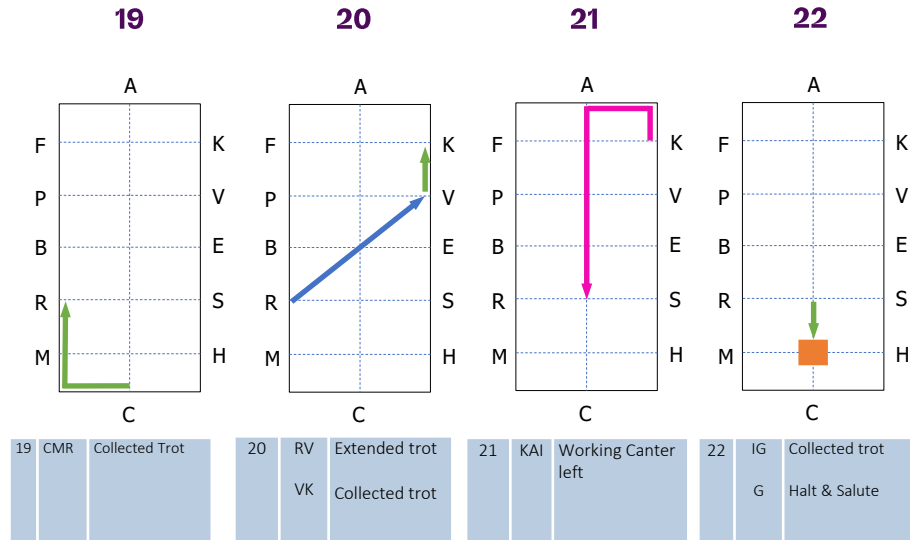 19 20 21 22
A A A A
F K F K F K F K
P V P V P V P V
B E B E B E B E
R S R S R S R S
M H M H M H M H
C C C C
19 CMR Collected Trot
20 RV Extended trot
VK Collected trot
21 KAI Working Canter
left
22 IG Collected trot
G Halt & Salute